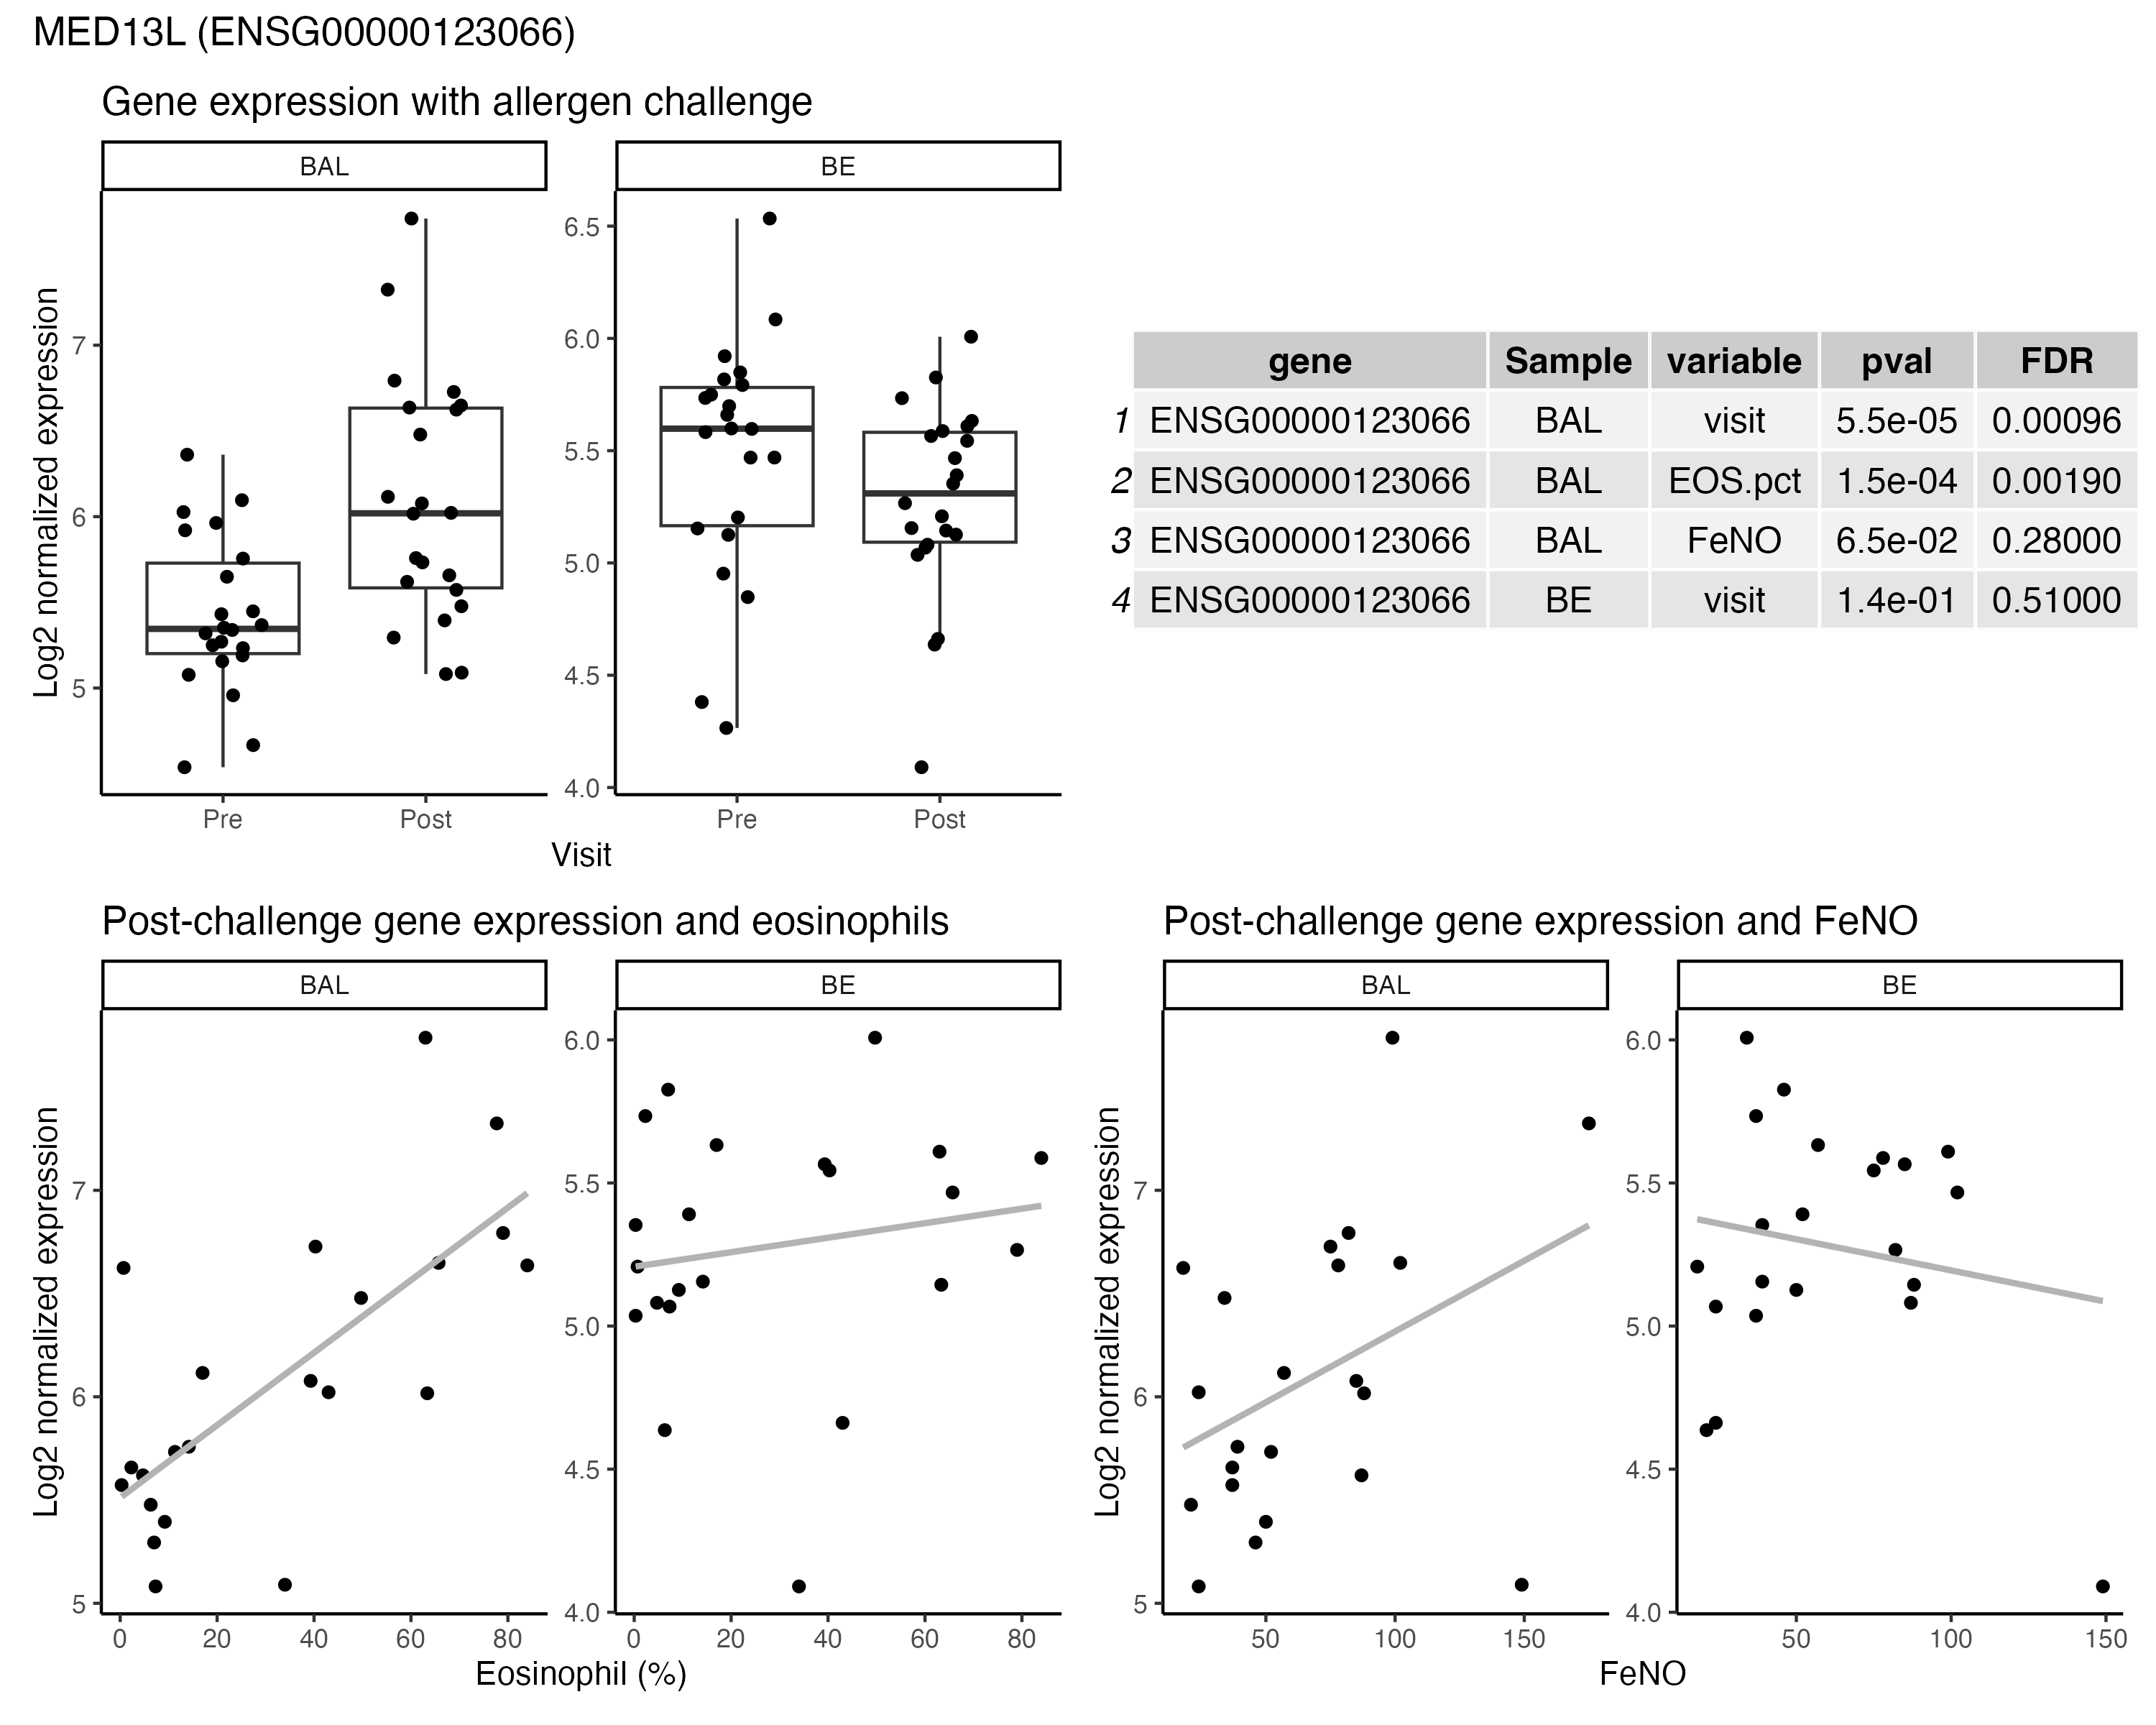 MED13L (ENSG00000123066)
Gene expression with allergen challenge
BAL BE
Log2 normalized expression
7
6
5
6.5
6.0
5.5
5.0
4.5
4.0
Pre Post Pre Post
Visit
gene Sample variable pval FDR
1 ENSG00000123066 BAL visit 5.5e-05 0.00096
2 ENSG00000123066 BAL EOS.pct 1.5e-04 0.00190
3 ENSG00000123066 BAL FeNO 6.5e-02 0.28000
4 ENSG00000123066 BE visit 1.4e-01 0.51000
Post-challenge gene expression and eosinophils
BAL BE
Log2 normalized expression
7
6
5
6.0
5.5
5.0
4.5
4.0
0 20 40 60 80 0 20 40 60 80
Eosinophil (%)
Post-challenge gene expression and FeNO
BAL BE
Log2 normalized expression
7
6
5
6.0
5.5
5.0
4.5
4.0
50 100 150 50 100 150
FeNO